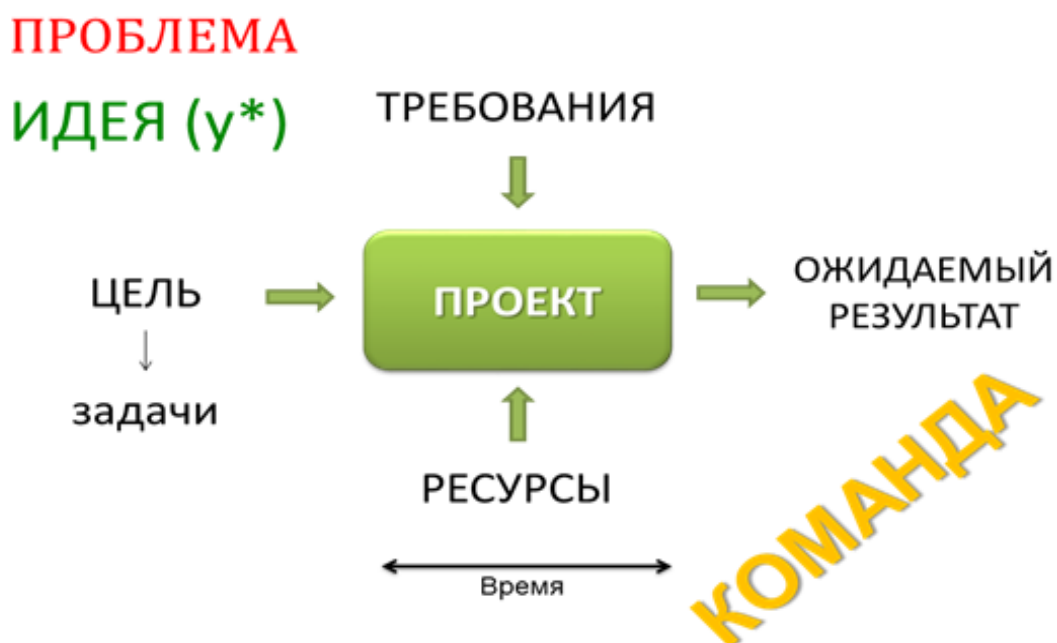 ПРОБЛЕМА
ИДЕЯ (у*)
ТРЕБОВАНИЯ
ЦЕЛЬ
задачи
ПРОЕКТ
ОЖИДАЕМЫЙ
РЕЗУЛЬТАТ
РЕСУРСЫ
Время
КОМАНДА